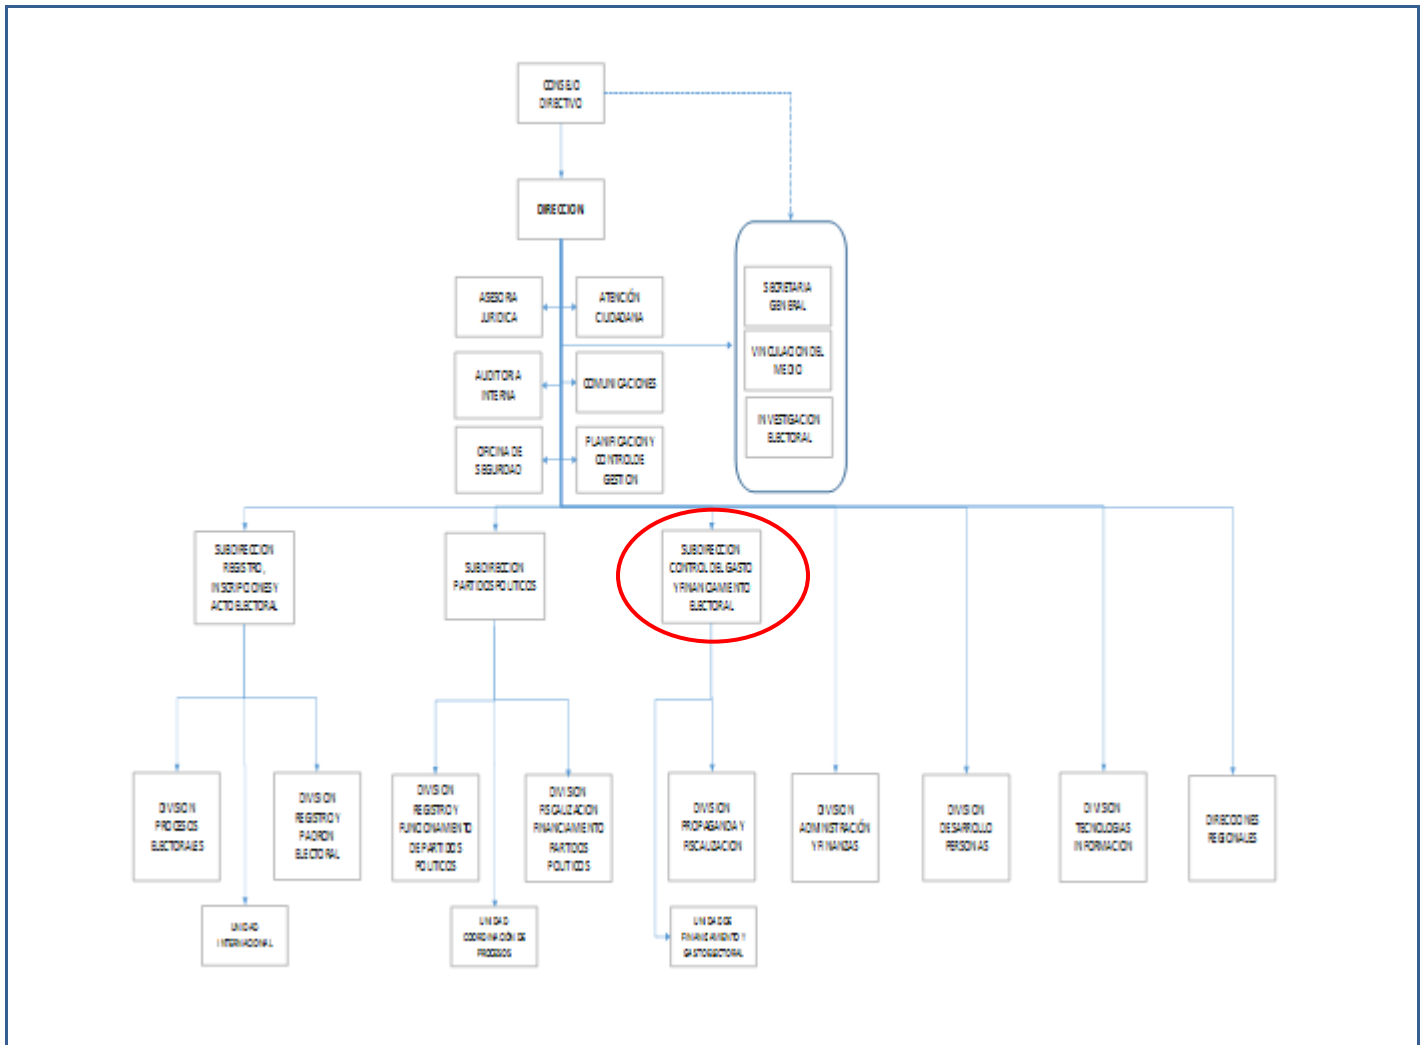 CONSEJO
DIRECTIVO
DIRECCION
ASESORIA
JURIDICA
ATENCIÓN
CIUDADANA
SECRETARIA
GENERAL
VINCULACION DEL
MEDIO
INVESTIGACION
ELECTORAL
AUDITORIA
INTERNA
COMUNICACIONES
OFICINA DE
SEGURIDAD
PLANIFICACION Y
CONTROL DE
GESTION
SUBDIRECCION
REGISTRO,
INSCRIPCIONES Y
ACTO ELECTORAL
SUBDIRECCION
PARTIDOS POLITICOS
SUBDIRECCION
CONTROL DEL GASTO
Y FINANCIAMIENTO
ELECTORAL
DIVISION
PROCESOS
ELECTORALES
DIVISION
REGISTRO Y
PADRON
ELECTORAL
DIVISION
REGISTRO Y
FUNCIONAMIENTO
DE PARTIDOS
POLITICOS
DIVISION
FISCALIZACION
FINANCIAMIENTO
PARTIDOS
POLITICOS
DIVISION
PROPAGANDA Y
FISCALIZACION
DIVISION
ADMINISTRACIÓN
Y FINANZAS
DIVISION
DESARROLLO
PERSONAS
DIVISION
TECNOLOGIAS
INFORMACION
DIRECCIONES
REGIONALES
UNIDAD
INTERNACIONAL
UNIDAD
COORDINACIÓN DE
PROCESOS
UNIDAD DE
FINANCIAMIENTO Y
GASTO ELECTORAL